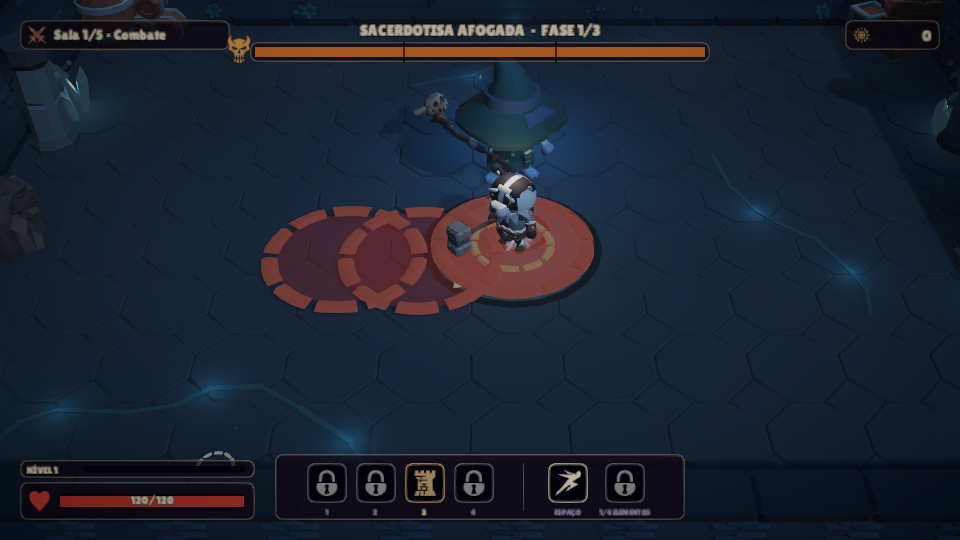 Sala 1/5 - Combate
SACERDOTISA AFOGADA - FASE 1/3
0
NÍVEL 1
120/120
1
2
3
4
ESPAÇO
1/4 ELEMENTOS